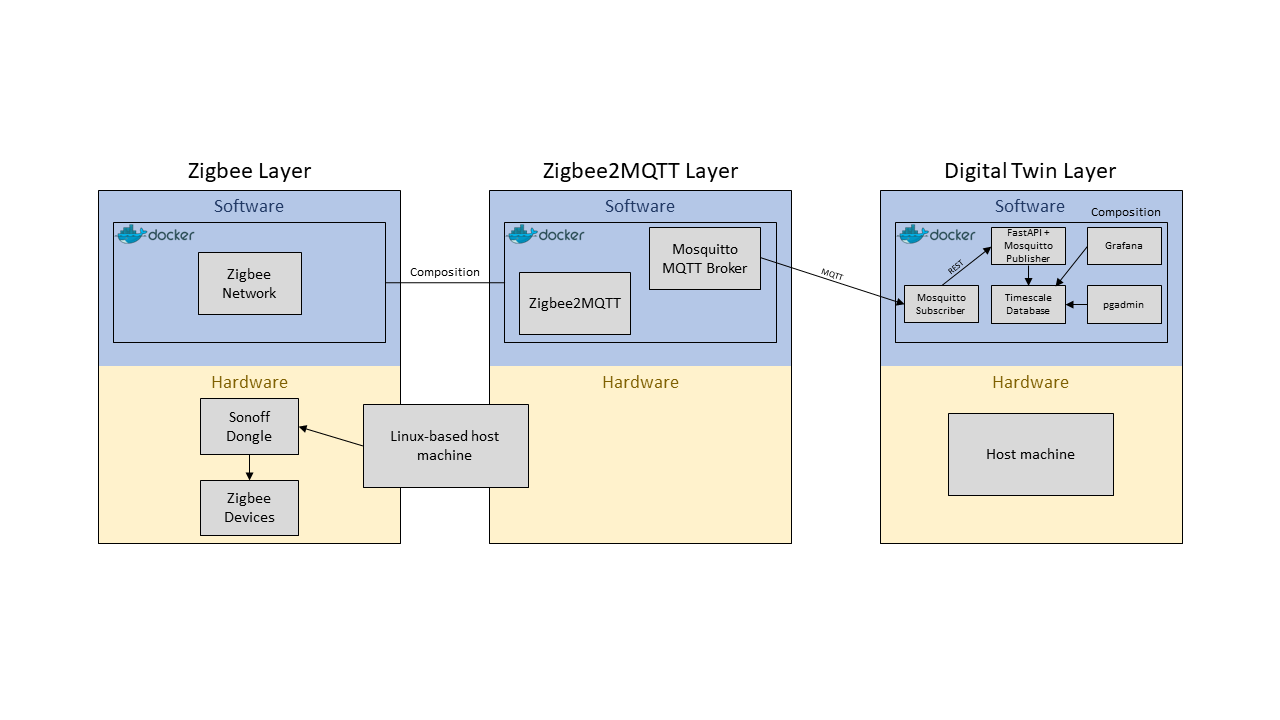 Zigbee Layer
Software
docker
Zigbee
Network
Hardware
Sonoff
Dongle
Zigbee
Devices
Composition
Linux-based host
machine
Zigbee2MQTT Layer
Software
docker
Mosquitto
MQTT Broker
Zigbee2MQTT
Hardware
MQTT
Digital Twin Layer
Software
Composition
docker
FastAPI +
Mosquitto
Publisher
Grafana
REST
Mosquitto
Subscriber
Timescale
Database
pgadmin
Hardware
Host machine